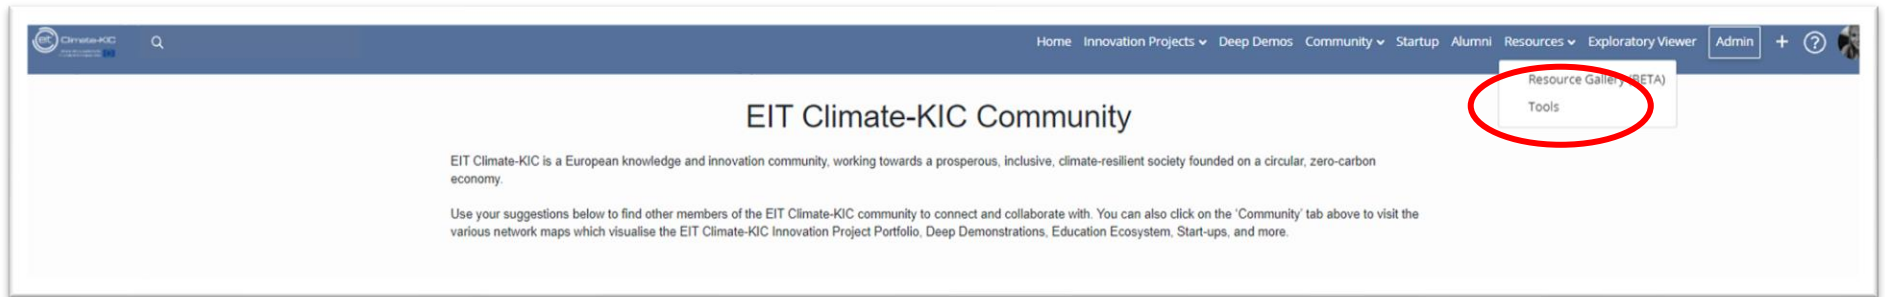 eit Climate-KIC
Home Innovation Projects Deep Demos Community Startup Alumni Resources Exploratory Viewer Admin + ?
Resource Gallery (BETA)
Tools
EIT Climate-KIC Community
EIT Climate-KIC is a European knowledge and innovation community, working towards a prosperous, inclusive, climate-resilient society founded on a circular, zero-carbon
economy.
Use your suggestions below to find other members of the EIT Climate-KIC community to connect and collaborate with. You can also click on the 'Community' tab above to visit the
various network maps which visualise the EIT Climate-KIC Innovation Project Portfolio, Deep Demonstrations, Education Ecosystem, Start-ups, and more.